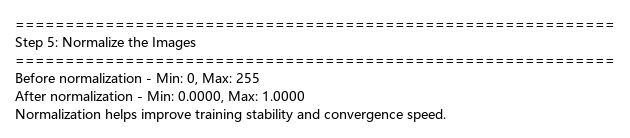 ============================================================
Step 5: Normalize the Images
============================================================
Before normalization - Min: 0, Max: 255
After normalization - Min: 0.0000, Max: 1.0000
Normalization helps improve training stability and convergence speed.